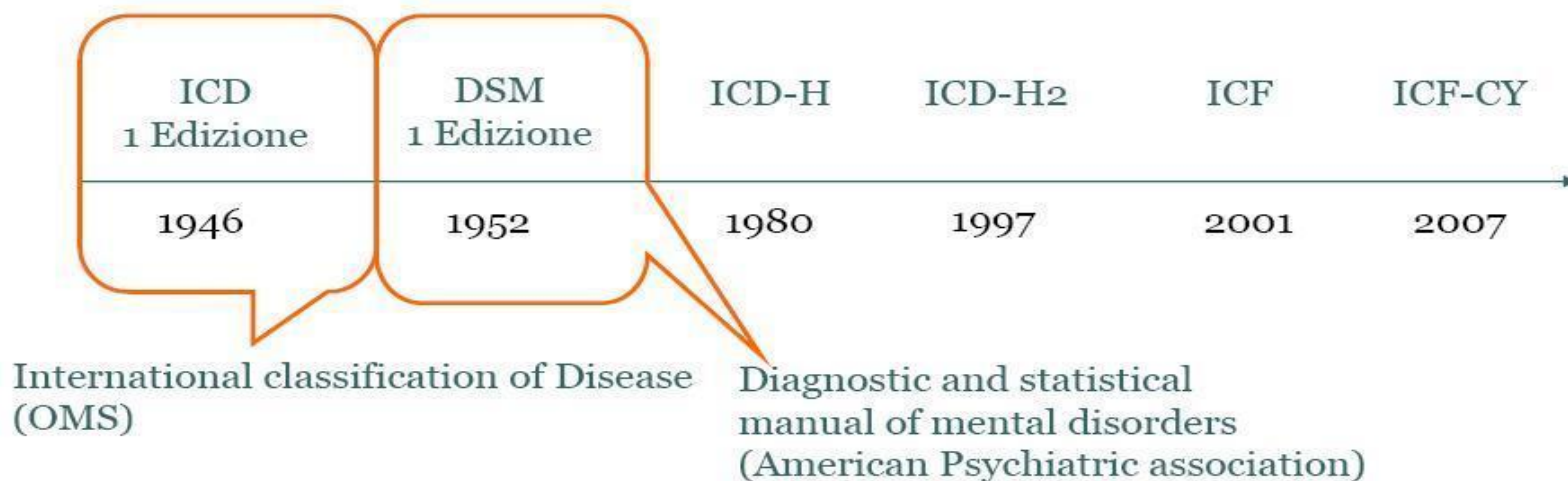 ICD
1 Edizione
DSM
1 Edizione
ICD-H
ICD-H2
ICF
ICF-CY
1946
1952
1980
1997
2001
2007
International classification of Disease
(OMS)
Diagnostic and statistical
manual of mental disorders
(American Psychiatric association)